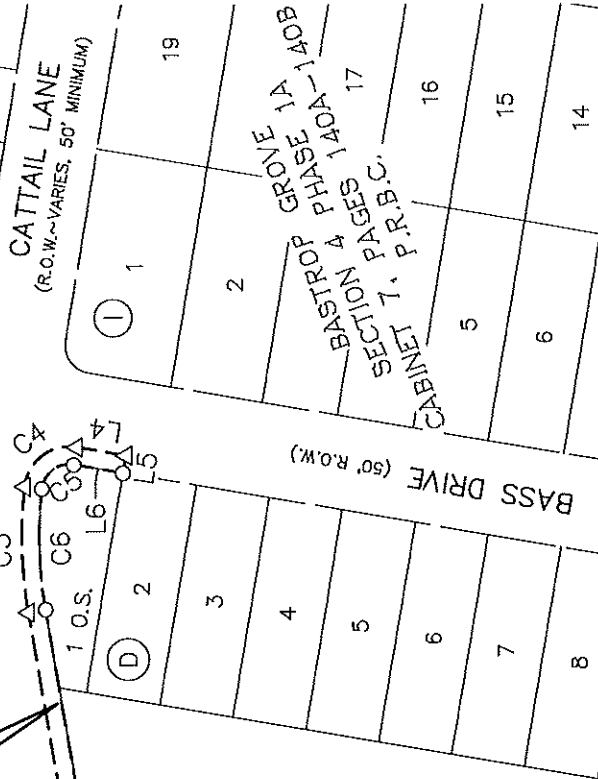 CATTAIL LANE
(R.O.W.~VARIES, 50' MINIMUM)
19
I
1
2
BASTROP GROVE
SECTION 4 PHASE 1A
CABINET 7, PAGES 140A-140B
P.R.B.C.
17
16
15
14
5
6
BASS DRIVE (50' R.O.W.)
C4
L4
C5
L5
L6
C6
1 O.S.
D
2
3
4
5
6
7
8